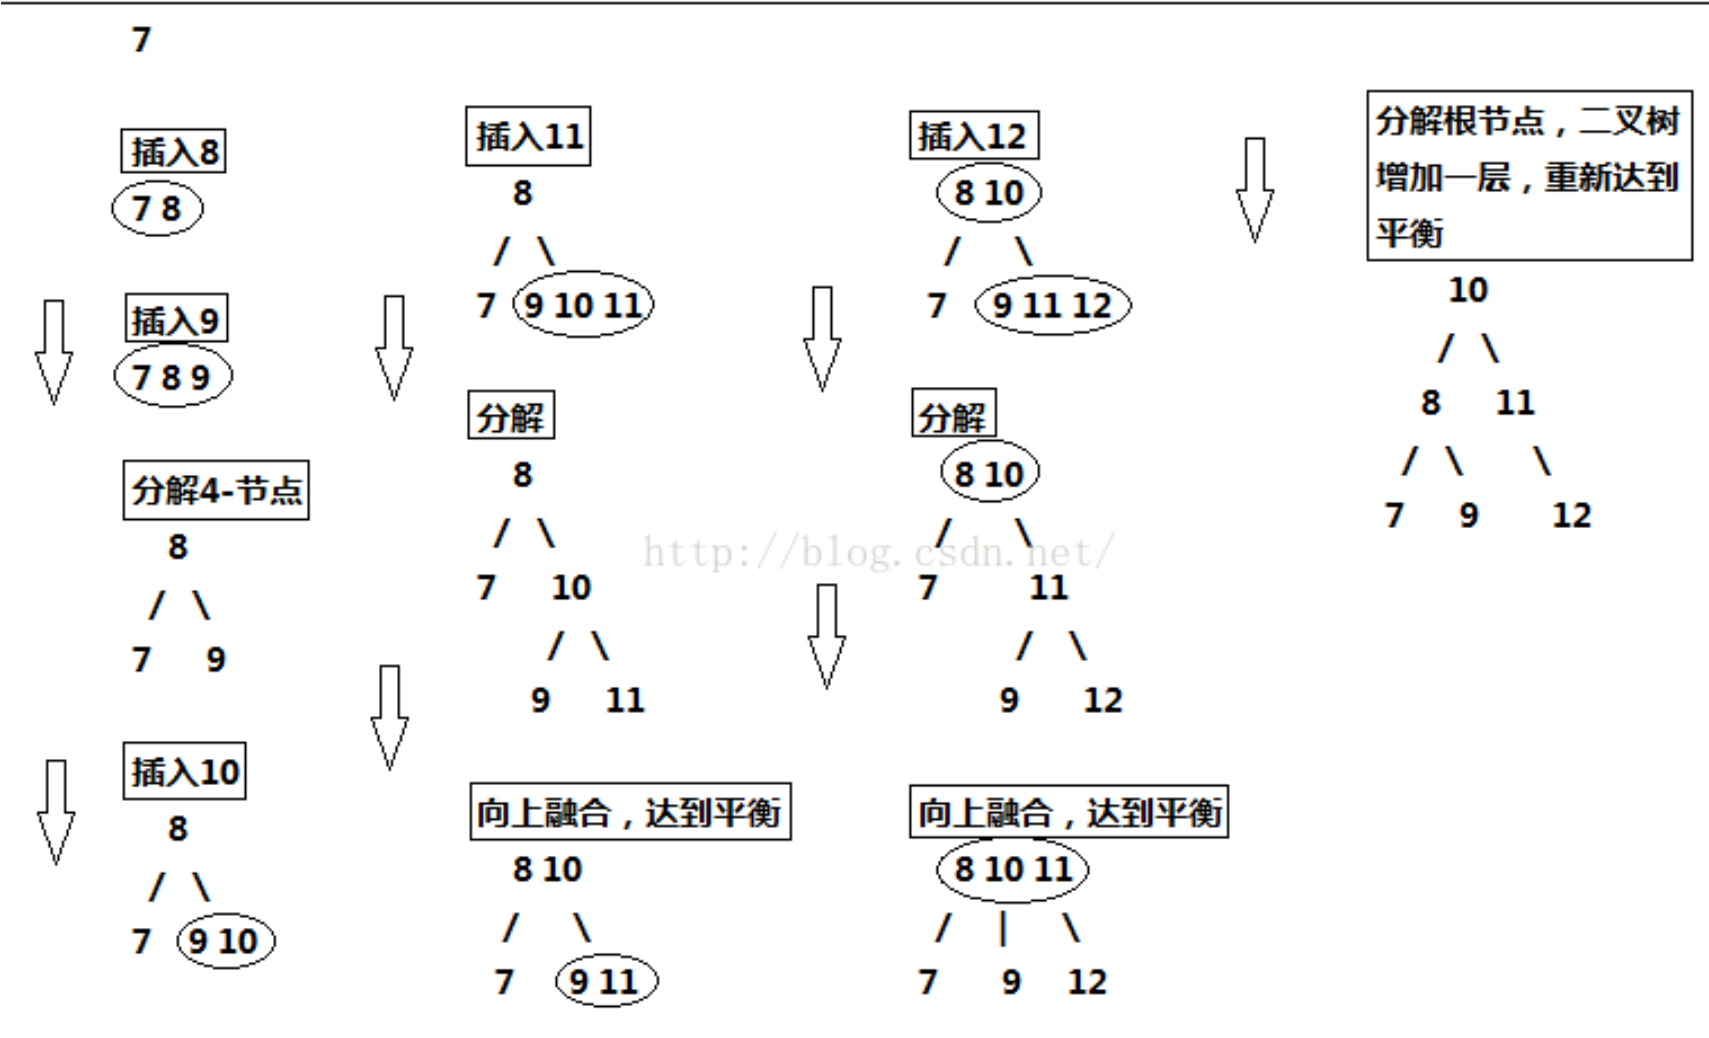 7
插入8
7 8
插入9
7 8 9
分解4-节点
8
/ \
7 9
插入10
8
/ \
7 9 10
插入11
8
/ \
7 9 10 11
分解
8
/ \
7 10
/ \
9 11
向上融合，达到平衡
8 10
/ \
7 9 11
插入12
8 10
/ \
7 9 11 12
分解
8 10
/ \
7 11
/ \
9 12
向上融合，达到平衡
8 10 11
/ | \
7 9 12
分解根节点，二叉树
增加一层，重新达到
平衡
10
/ \
8 11
/ \ \
7 9 12
http://blog.csdn.net/